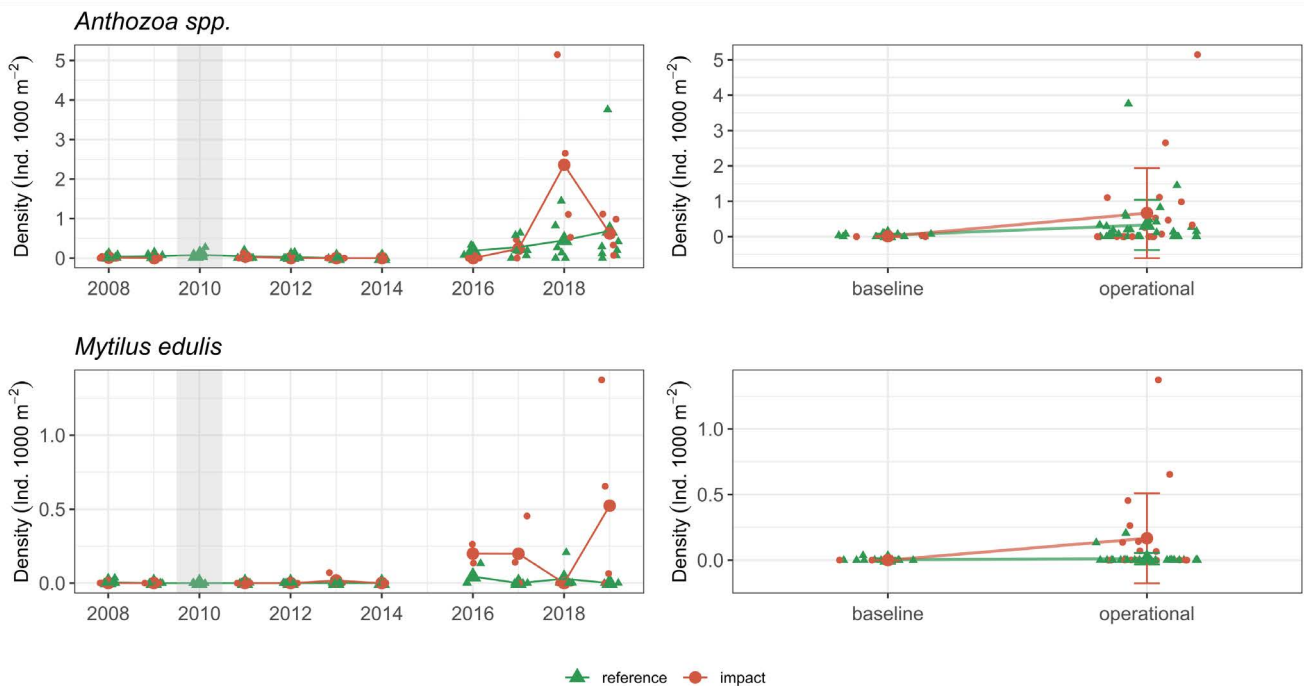 Anthozoa spp.
Density (Ind. 1000 m⁻²)
5
4
3
2
1
0
2008 2010 2012 2014 2016 2018
Density (Ind. 1000 m⁻²)
5
4
3
2
1
0
baseline operational
Mytilus edulis
Density (Ind. 1000 m⁻²)
1.0
0.5
0.0
2008 2010 2012 2014 2016 2018
Density (Ind. 1000 m⁻²)
1.0
0.5
0.0
baseline operational
reference impact